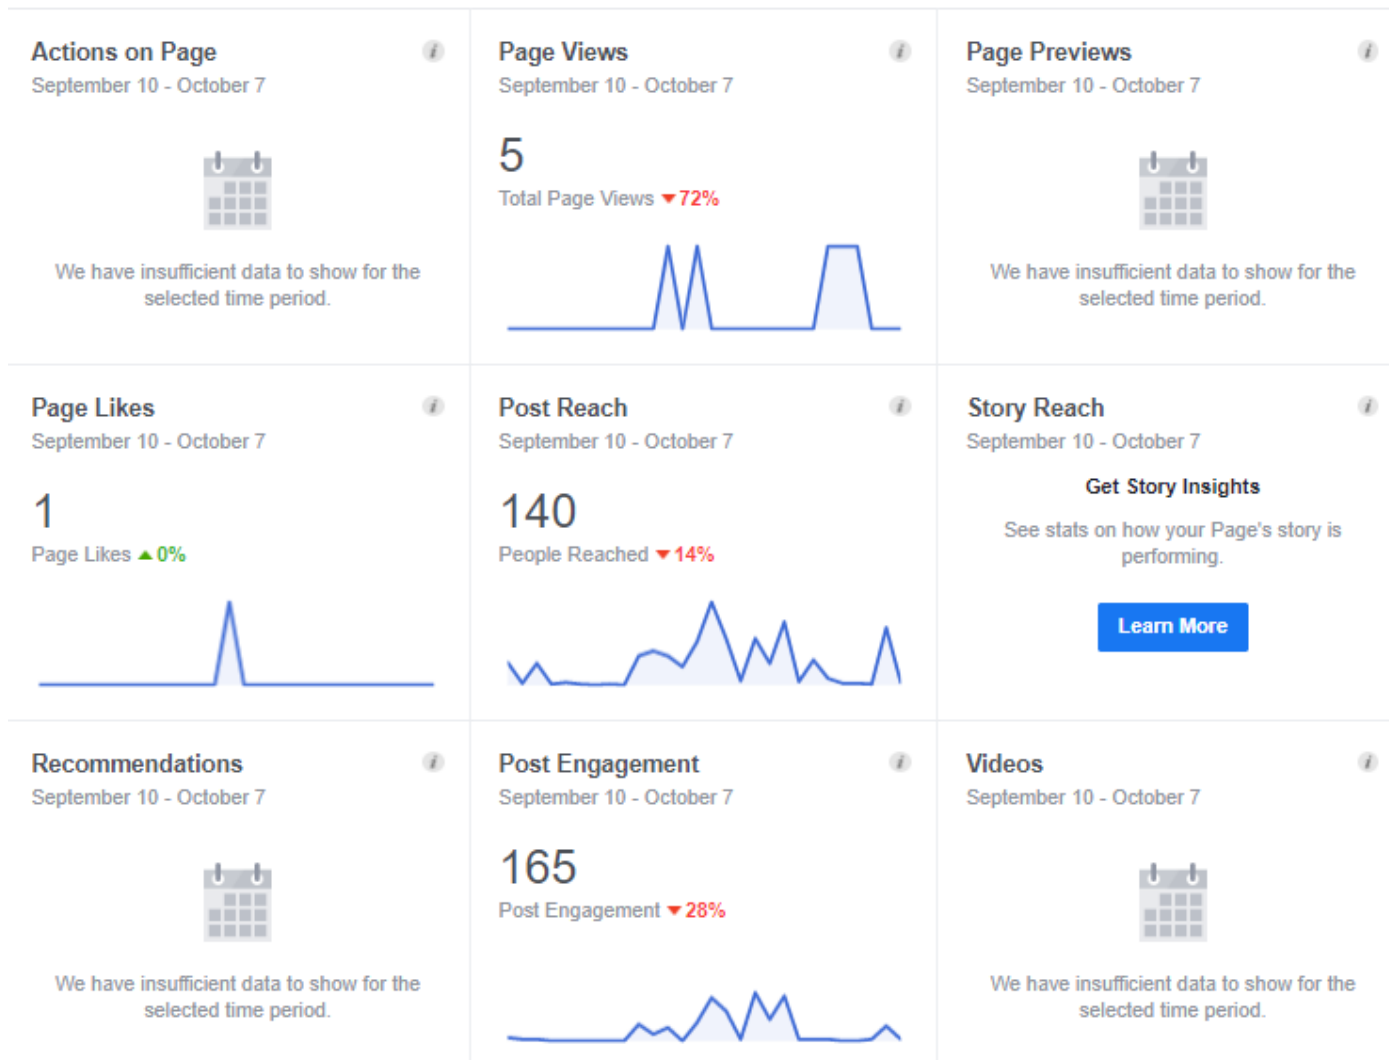 Actions on Page
September 10 - October 7
We have insufficient data to show for the
selected time period.
Page Views
September 10 - October 7
5
Total Page Views ▼72%
Page Previews
September 10 - October 7
We have insufficient data to show for the
selected time period.
Page Likes
September 10 - October 7
1
Page Likes ▲0%
Post Reach
September 10 - October 7
140
People Reached ▼14%
Story Reach
September 10 - October 7
Get Story Insights
See stats on how your Page's story is
performing.
Learn More
Recommendations
September 10 - October 7
We have insufficient data to show for the
selected time period.
Post Engagement
September 10 - October 7
165
Post Engagement ▼28%
Videos
September 10 - October 7
We have insufficient data to show for the
selected time period.